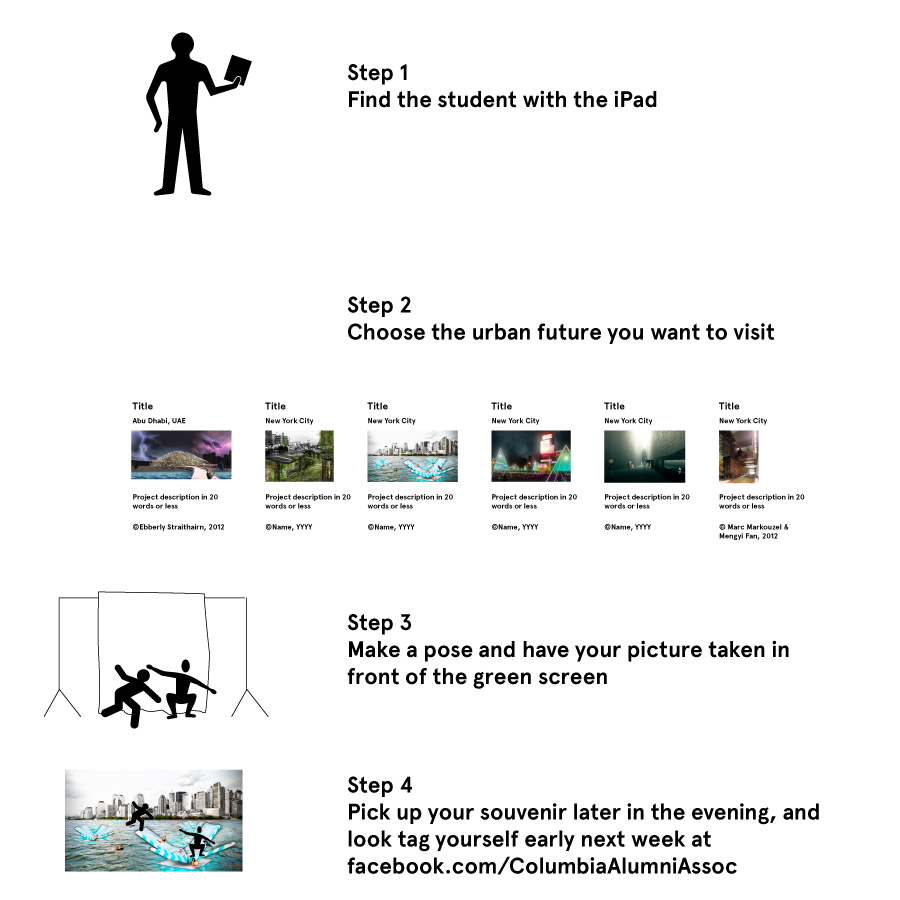 Step 1
Find the student with the iPad
Step 2
Choose the urban future you want to visit
Title
Abu Dhabi, UAE
Project description in 20
words or less
©Ebberly Straithairn, 2012
Title
New York City
Project description in 20
words or less
©Name, YYYY
Title
New York City
Project description in 20
words or less
©Name, YYYY
Title
New York City
Project description in 20
words or less
©Name, YYYY
Title
New York City
Project description in 20
words or less
©Name, YYYY
Title
New York City
Project description in 20
words or less
© Marc Markouzel &
Mengyi Fan, 2012
Step 3
Make a pose and have your picture taken in
front of the green screen
Step 4
Pick up your souvenir later in the evening, and
look tag yourself early next week at
facebook.com/ColumbiaAlumniAssoc